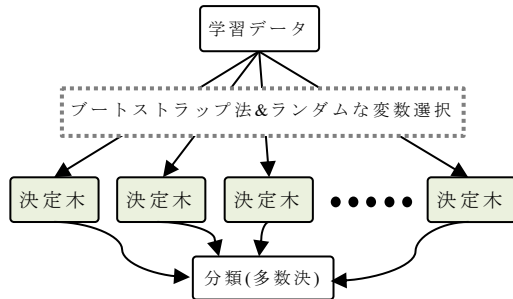 学習データ
ブートストラップ法&ランダムな変数選択
決定木 決定木 決定木 ●●●●● 決定木
分類(多数決)